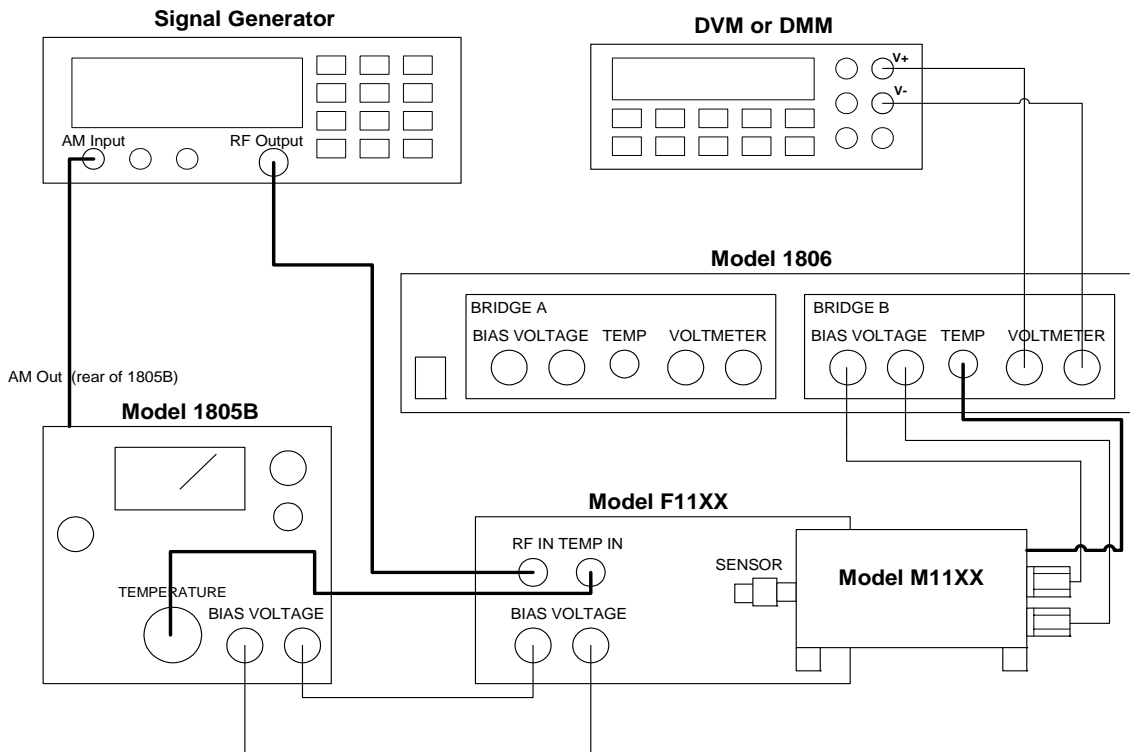 Signal Generator
DVM or DMM
V+
V-
AM Input
RF Output
Model 1806
BRIDGE A
BIAS VOLTAGE TEMP VOLTMETER
BRIDGE B
BIAS VOLTAGE TEMP VOLTMETER
AM Out (rear of 1805B)
Model 1805B
TEMPERATURE
BIAS VOLTAGE
Model F11XX
RF IN TEMP IN
BIAS VOLTAGE
SENSOR
Model M11XX